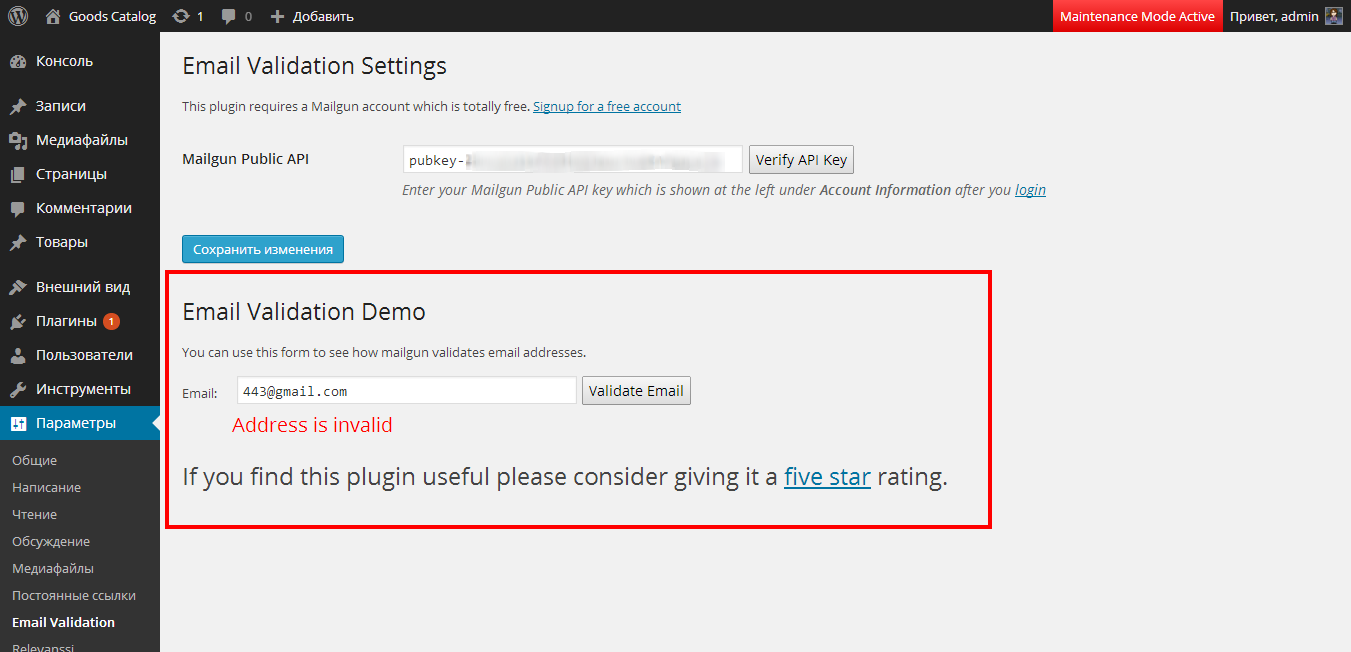 Goods Catalog 1 0 Добавить Maintenance Mode Active Привет, admin
Консоль
Записи
Медиафайлы
Страницы
Комментарии
Товары
Внешний вид
Плагины 1
Пользователи
Инструменты
Параметры
Общие
Написание
Чтение
Обсуждение
Медиафайлы
Постоянные ссылки
Email Validation
Relevanssi
Email Validation Settings
This plugin requires a Mailgun account which is totally free. Signup for a free account
Mailgun Public API pubkey- Verify API Key
Enter your Mailgun Public API key which is shown at the left under Account Information after you login
Сохранить изменения
Email Validation Demo
You can use this form to see how mailgun validates email addresses.
Email: 443@gmail.com Validate Email
Address is invalid
If you find this plugin useful please consider giving it a five star rating.